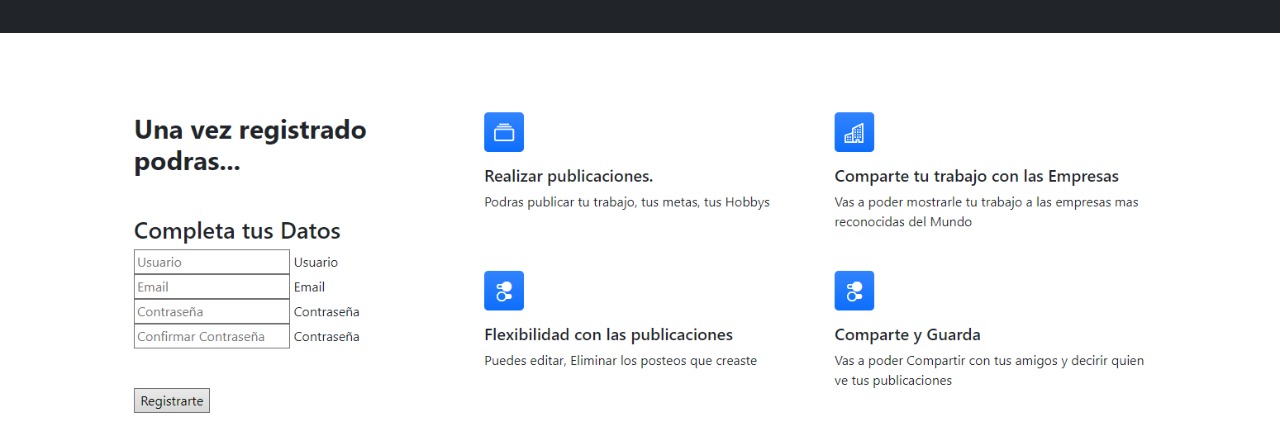 Una vez registrado
podras...
Completa tus Datos
Usuario Usuario
Email Email
Contraseña Contraseña
Confirmar Contraseña Contraseña
Registrarte
Realizar publicaciones.
Podras publicar tu trabajo, tus metas, tus Hobbys
Comparte tu trabajo con las Empresas
Vas a poder mostrarle tu trabajo a las empresas mas
reconocidas del Mundo
Flexibilidad con las publicaciones
Puedes editar, Eliminar los posteos que creaste
Comparte y Guarda
Vas a poder Compartir con tus amigos y decirir quien
ve tus publicaciones